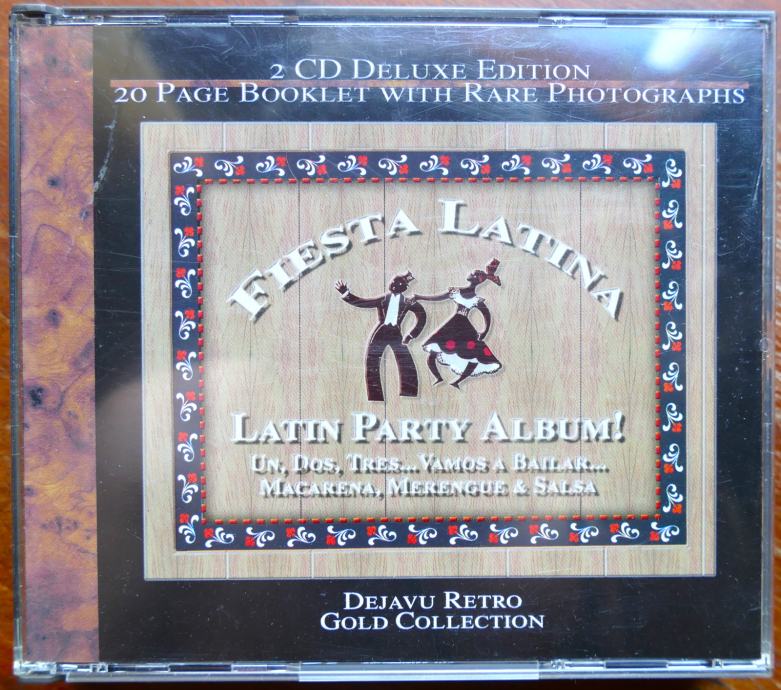 2 CD Deluxe Edition
20 Page Booklet with Rare Photographs
Fiesta Latina
Latin Party Album!
Un, Dos, Tres...Vamos a Bailar...
Macarena, Merengue & Salsa
Dejavu Retro
Gold Collection